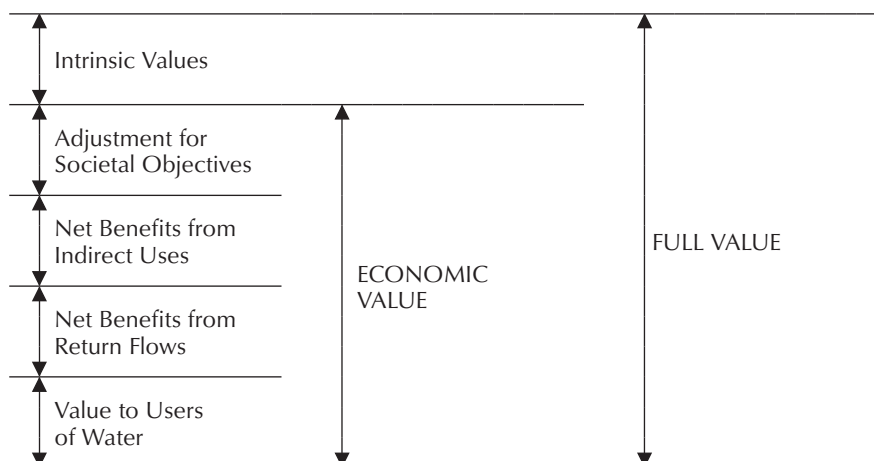 Intrinsic Values
Adjustment for
Societal Objectives
Net Benefits from
Indirect Uses
Net Benefits from
Return Flows
Value to Users
of Water
ECONOMIC
VALUE
FULL VALUE